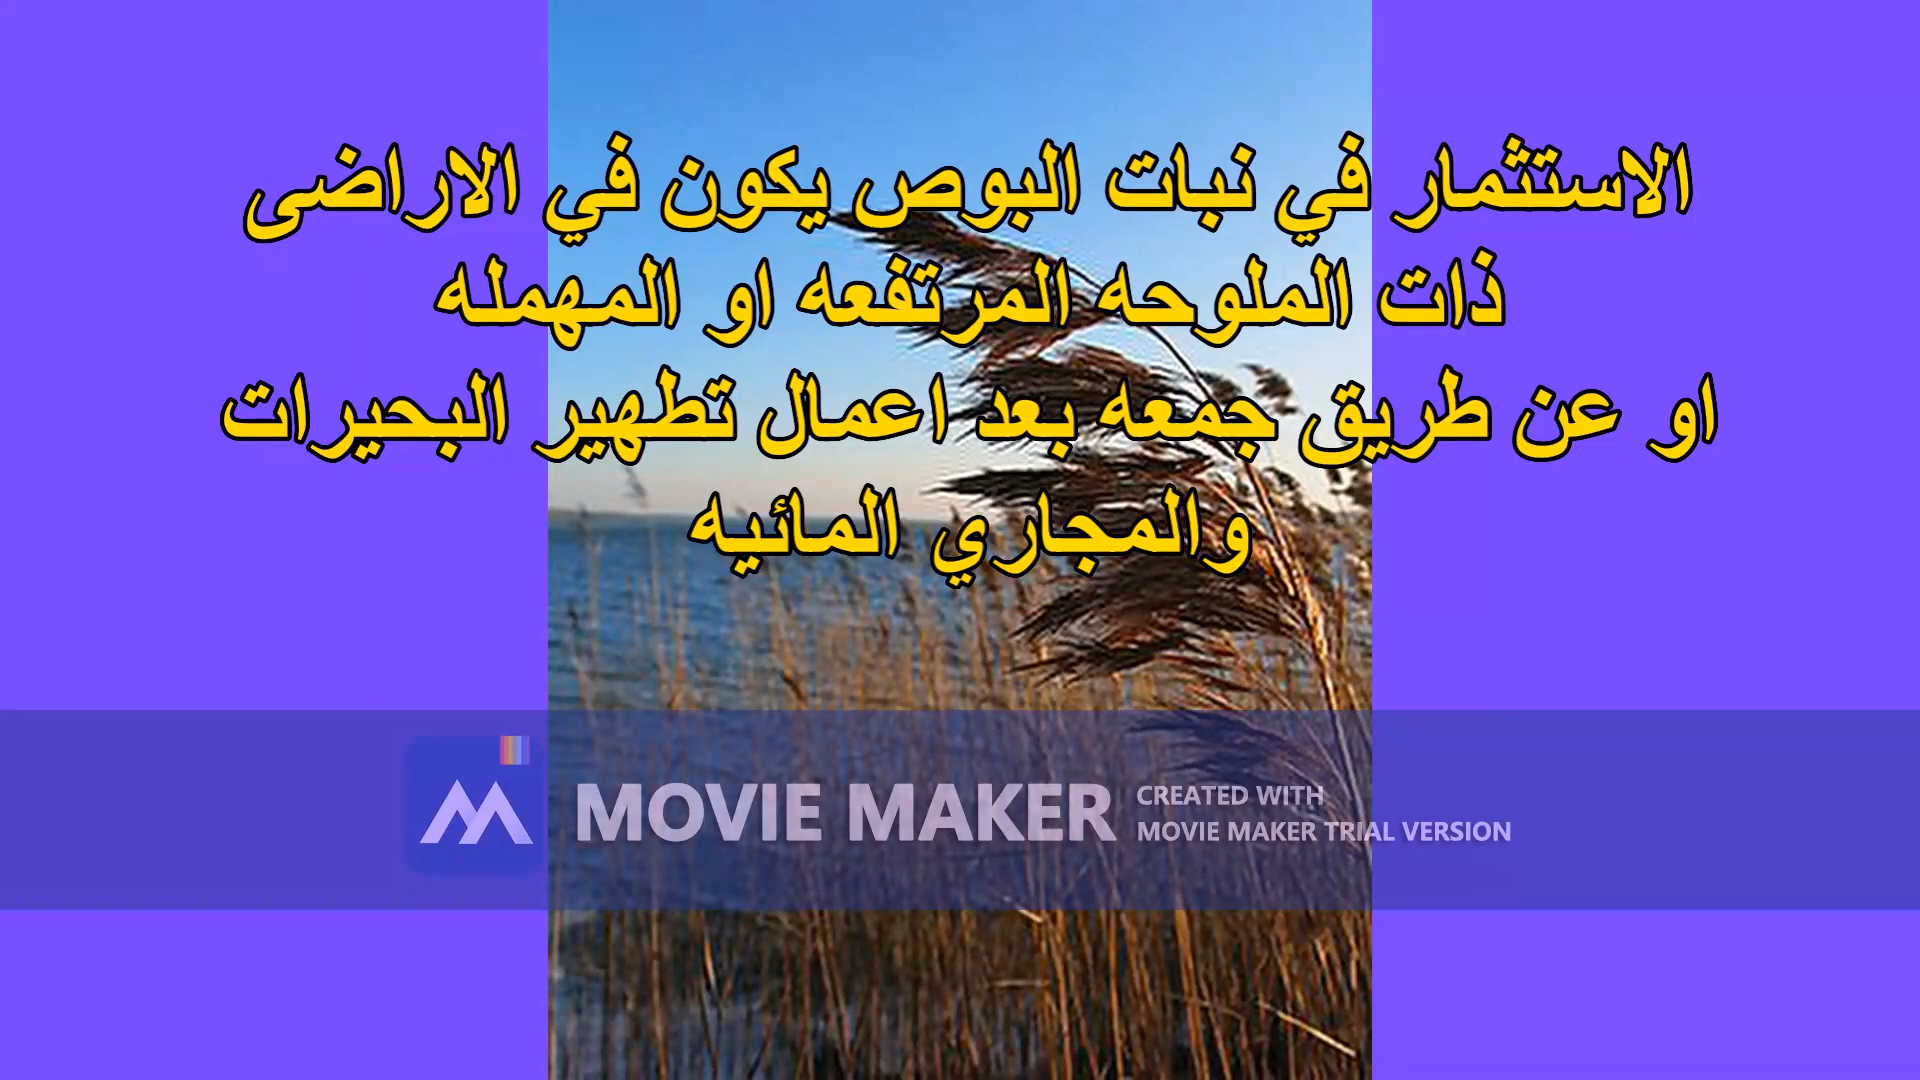 الاستثمار في نبات البوص يكون في الاراضى
ذات الملوحه المرتفعه او المهمله
او عن طريق جمعه بعد اعمال تطهير البحيرات
والمجاري المائيه
MOVIE MAKER
CREATED WITH
MOVIE MAKER TRIAL VERSION